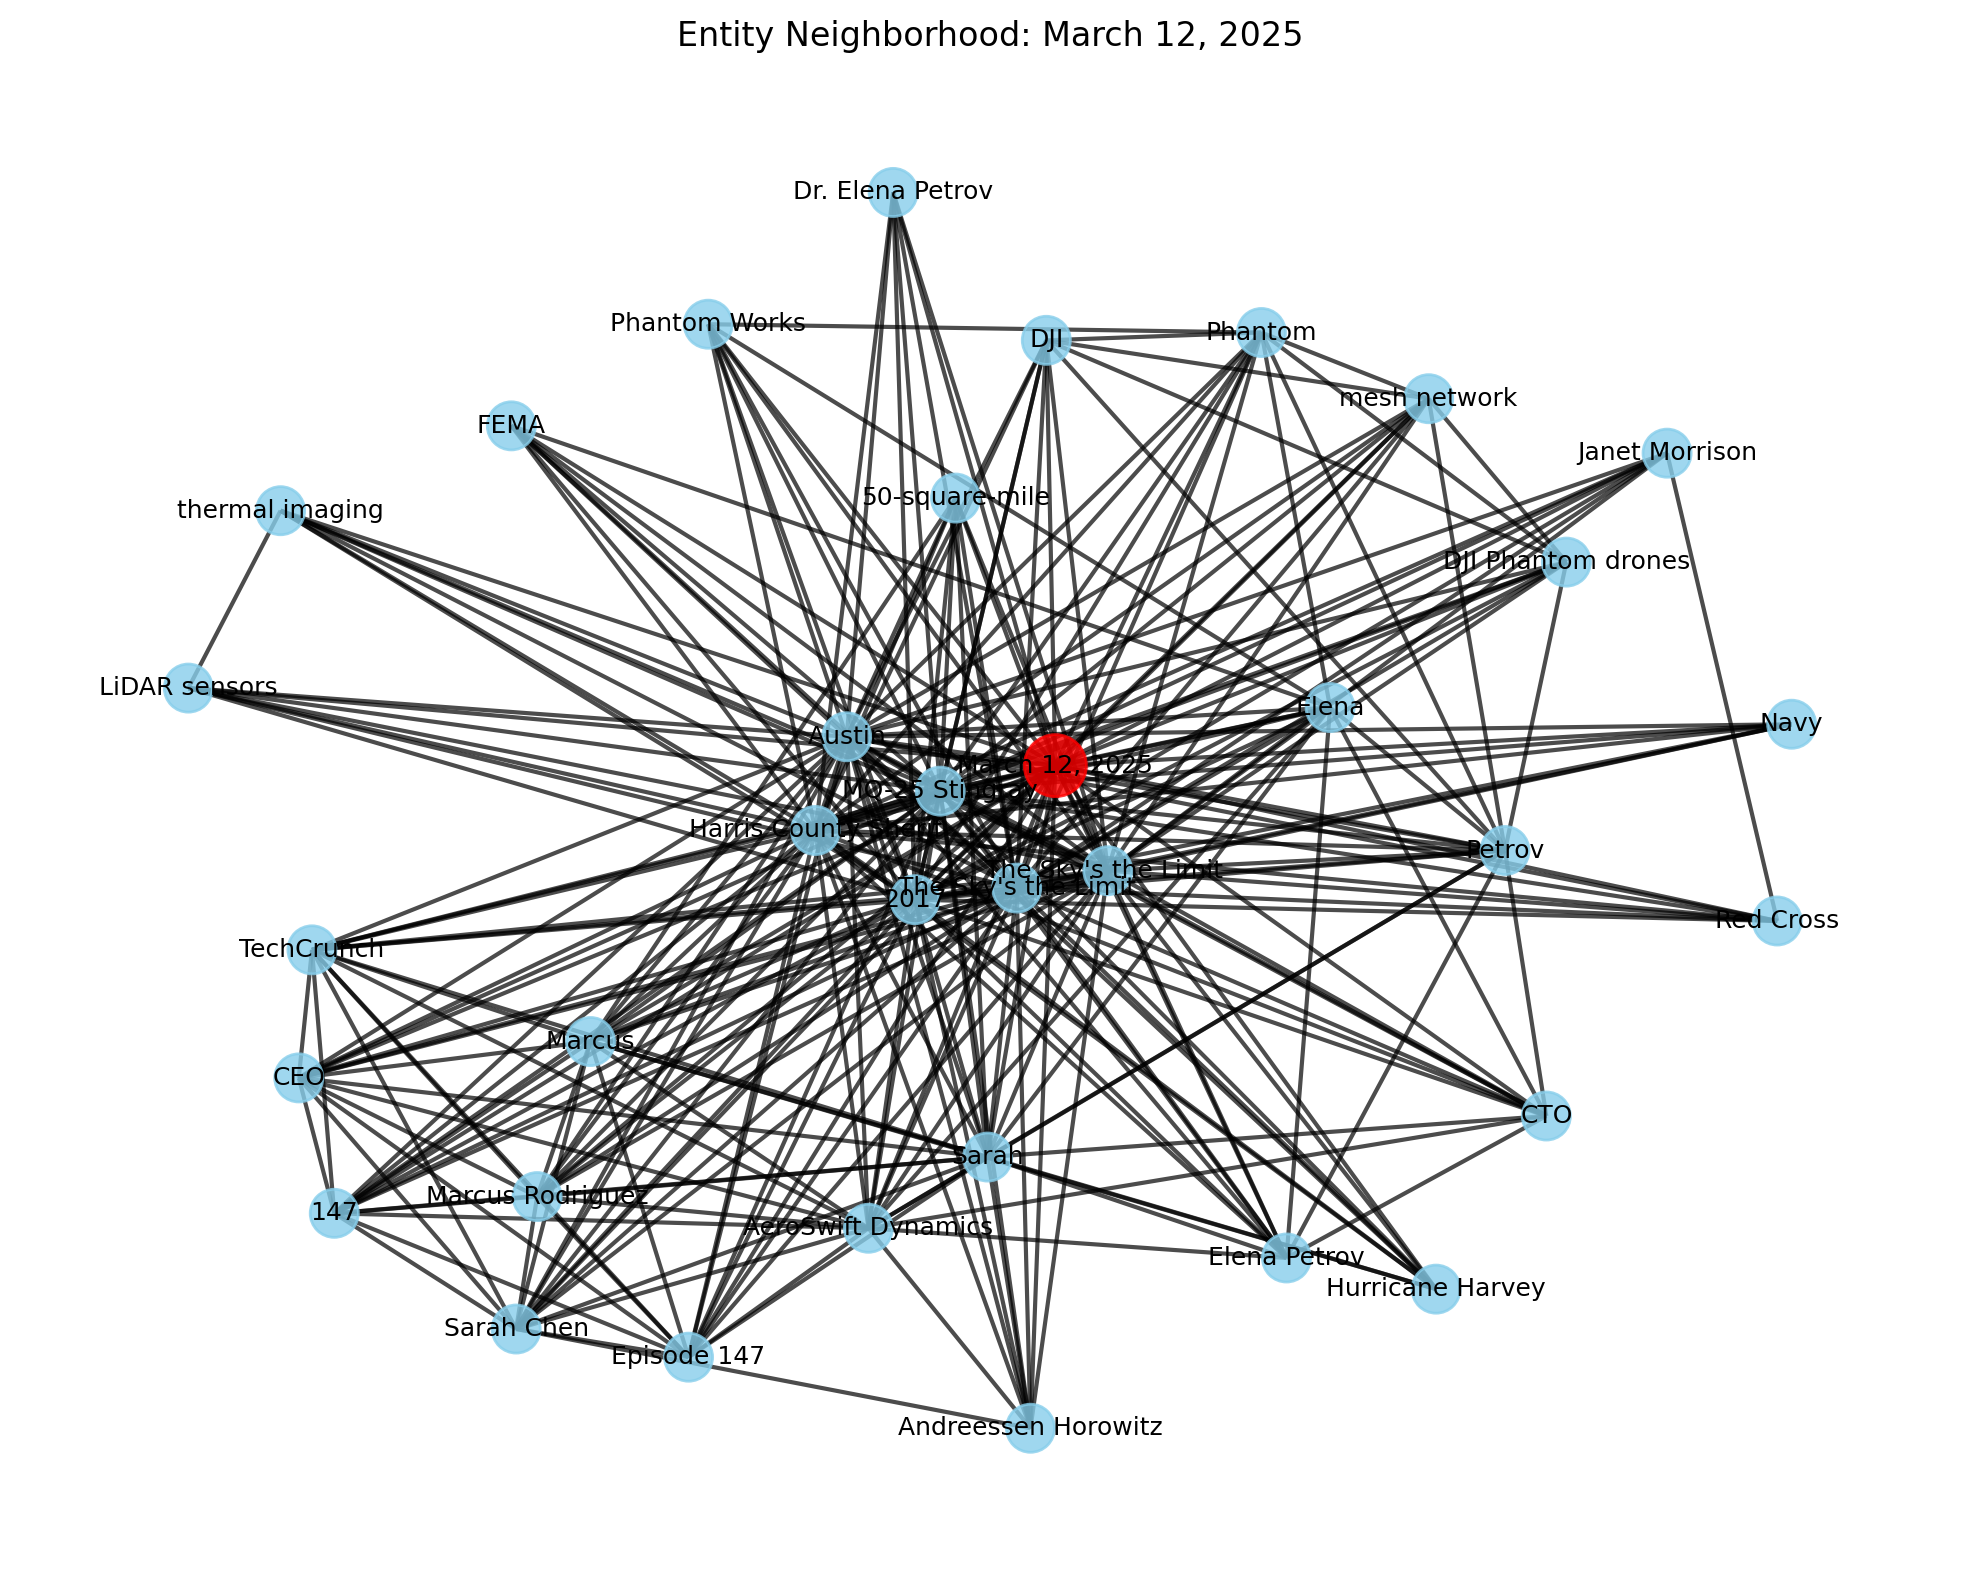 Entity Neighborhood: March 12, 2025
Dr. Elena Petrov
Phantom Works
DJI
Phantom
mesh network
FEMA
Janet Morrison
50-square-mile
thermal imaging
DJI Phantom drones
LiDAR sensors
Elena
Navy
Austin
March 12, 2025
MQ-25 Stingray
Harris County
Petrov
The Sky's the Limit
The Sky's the Limit
2017
Red Cross
TechCrunch
Marcus
CEO
CTO
Sarah
Marcus Rodriguez
147
AeroSwift Dynamics
Elena Petrov
Hurricane Harvey
Sarah Chen
Episode 147
Andreessen Horowitz